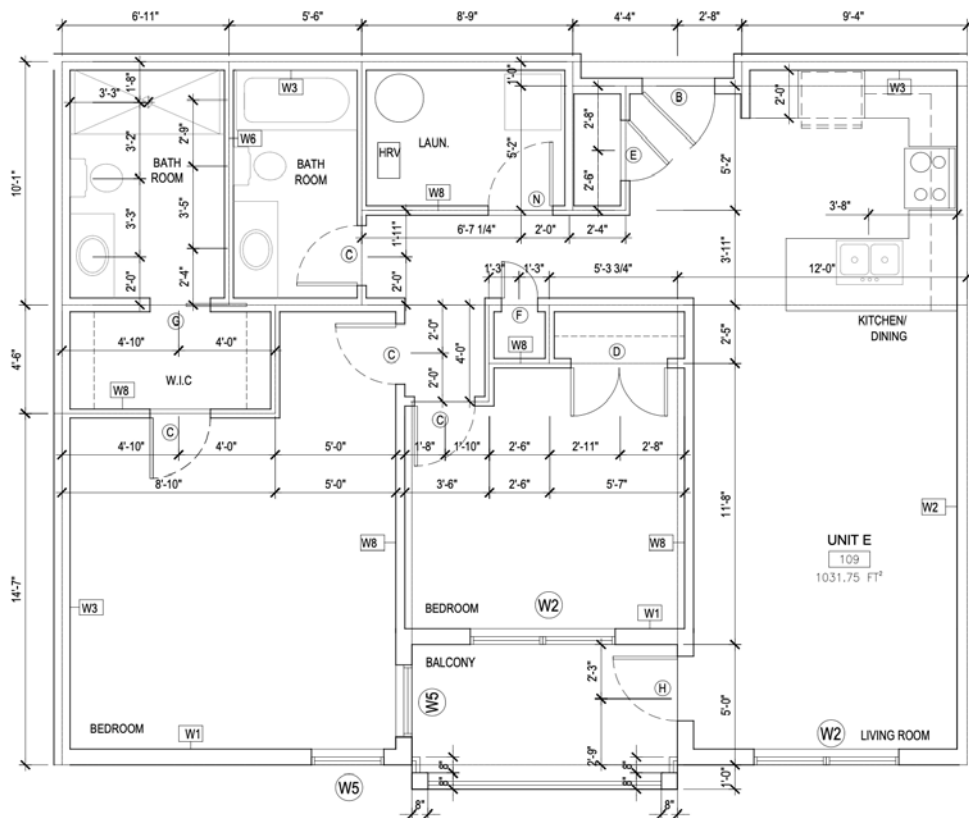 6'-11"
5'-6"
8'-9"
4'-4"
2'-8"
9'-4"
1'-8"
3'-3"
W3
1'-0"
B
2'-0"
W3
2'-9"
3'-2"
W6
2'-8"
BATH
ROOM
BATH
ROOM
LAUN.
HRV
5'-2"
E
5'-2"
10'-1"
W8
N
2'-6"
3'-3"
3'-5"
3'-8"
1'-11"
6'-7 1/4"
2'-0"
2'-4"
3'-11"
C
2'-0"
2'-4"
2'-0"
1'-3"
1'-3"
5'-3 3/4"
12'-0"
G
F
KITCHEN/
DINING
2'-0"
4'-10"
4'-0"
C
W8
D
2'-5"
4'-6"
W.I.C
4'-0"
W8
2'-0"
C
C
4'-10"
4'-0"
5'-0"
1'-8"
1'-10"
2'-6"
2'-11"
2'-8"
8'-10"
5'-0"
3'-6"
2'-6"
5'-7"
11'-8"
W2
W8
W8
UNIT E
109
1031.75 FT²
14'-7"
W3
BEDROOM
W2
W1
BALCONY
2'-3"
H
W5
5'-0"
BEDROOM
W1
W2
LIVING ROOM
2'-9"
8"
8"
8"
8"
1'-0"
W5
8"
8"